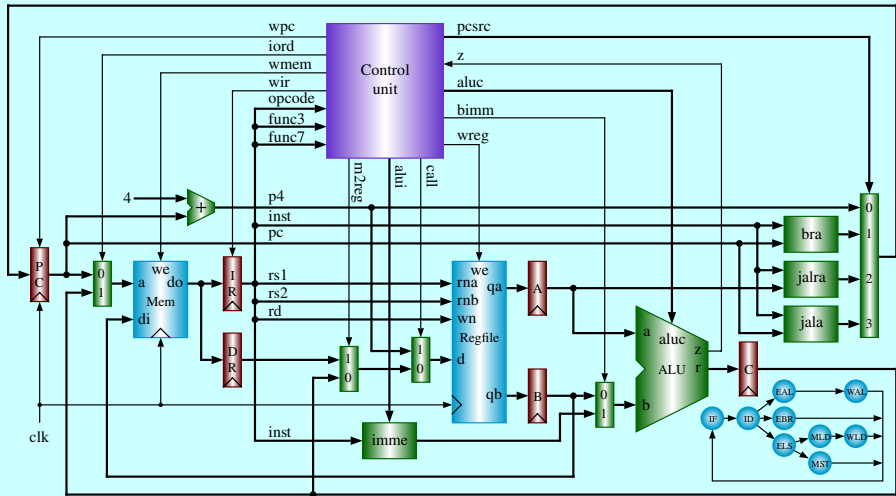 wpc
iord
wmem
wir
opcode
func3
func7
Control
unit
pcsrc
z
aluc
bimm
wreg
m2reg
alui
call
4
+
p4
inst
pc
0
1
2
3
bra
jalra
jala
P
C
0
1
we
a
do
Mem
di
I
R
D
R
rs1
rs2
rd
1
0
1
0
we
rna
rnb
wn
Regfile
d
qa
qb
A
B
0
1
a
aluc
z
ALU
r
b
C
clk
inst
imme
IF
ID
EAL
WAL
EBR
ELS
MLD
WLD
MST